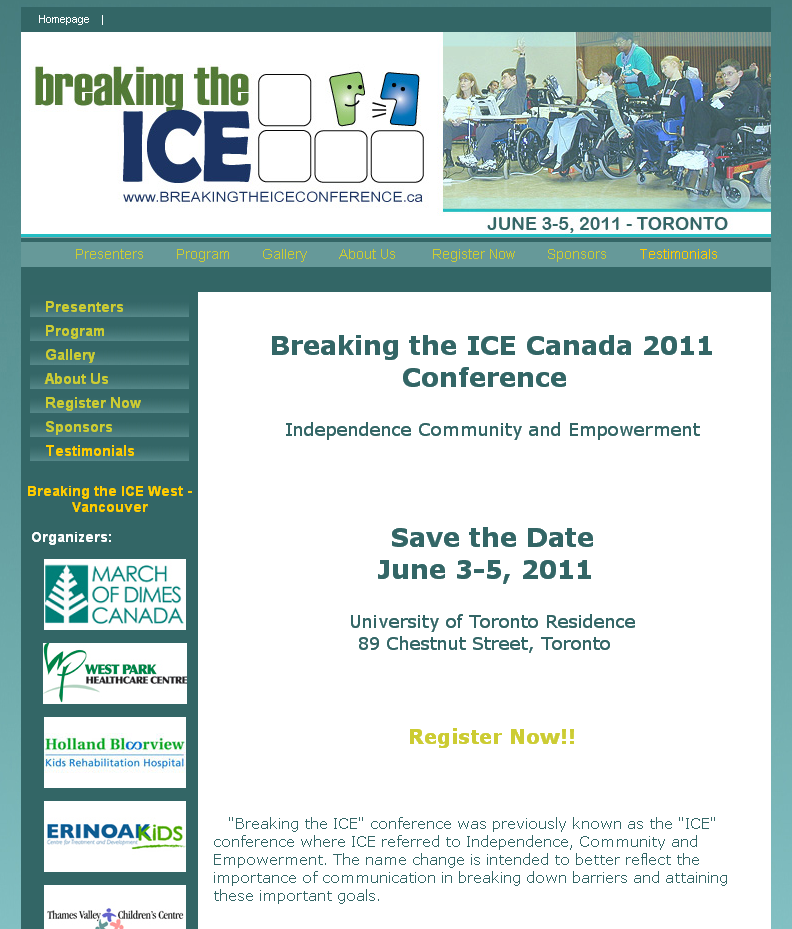 Homepage |
breaking the
ICE
www.BREAKINGTHEICECONFERENCE.ca
JUNE 3-5, 2011 - TORONTO
Presenters Program Gallery About Us Register Now Sponsors Testimonials
Presenters
Program
Gallery
About Us
Register Now
Sponsors
Testimonials
Breaking the ICE West -
Vancouver
Organizers:
MARCH
OF DIMES
CANADA
WEST PARK
HEALTHCARE CENTRE
Holland Bloorview
Kids Rehabilitation Hospital
ERINOAKKiDS
Centre for Treatment and Development
Thames Valley Children's Centre
Breaking the ICE Canada 2011
Conference
Independence Community and Empowerment
Save the Date
June 3-5, 2011
University of Toronto Residence
89 Chestnut Street, Toronto
Register Now!!
"Breaking the ICE" conference was previously known as the "ICE"
conference where ICE referred to Independence, Community and
Empowerment. The name change is intended to better reflect the
importance of communication in breaking down barriers and attaining
these important goals.